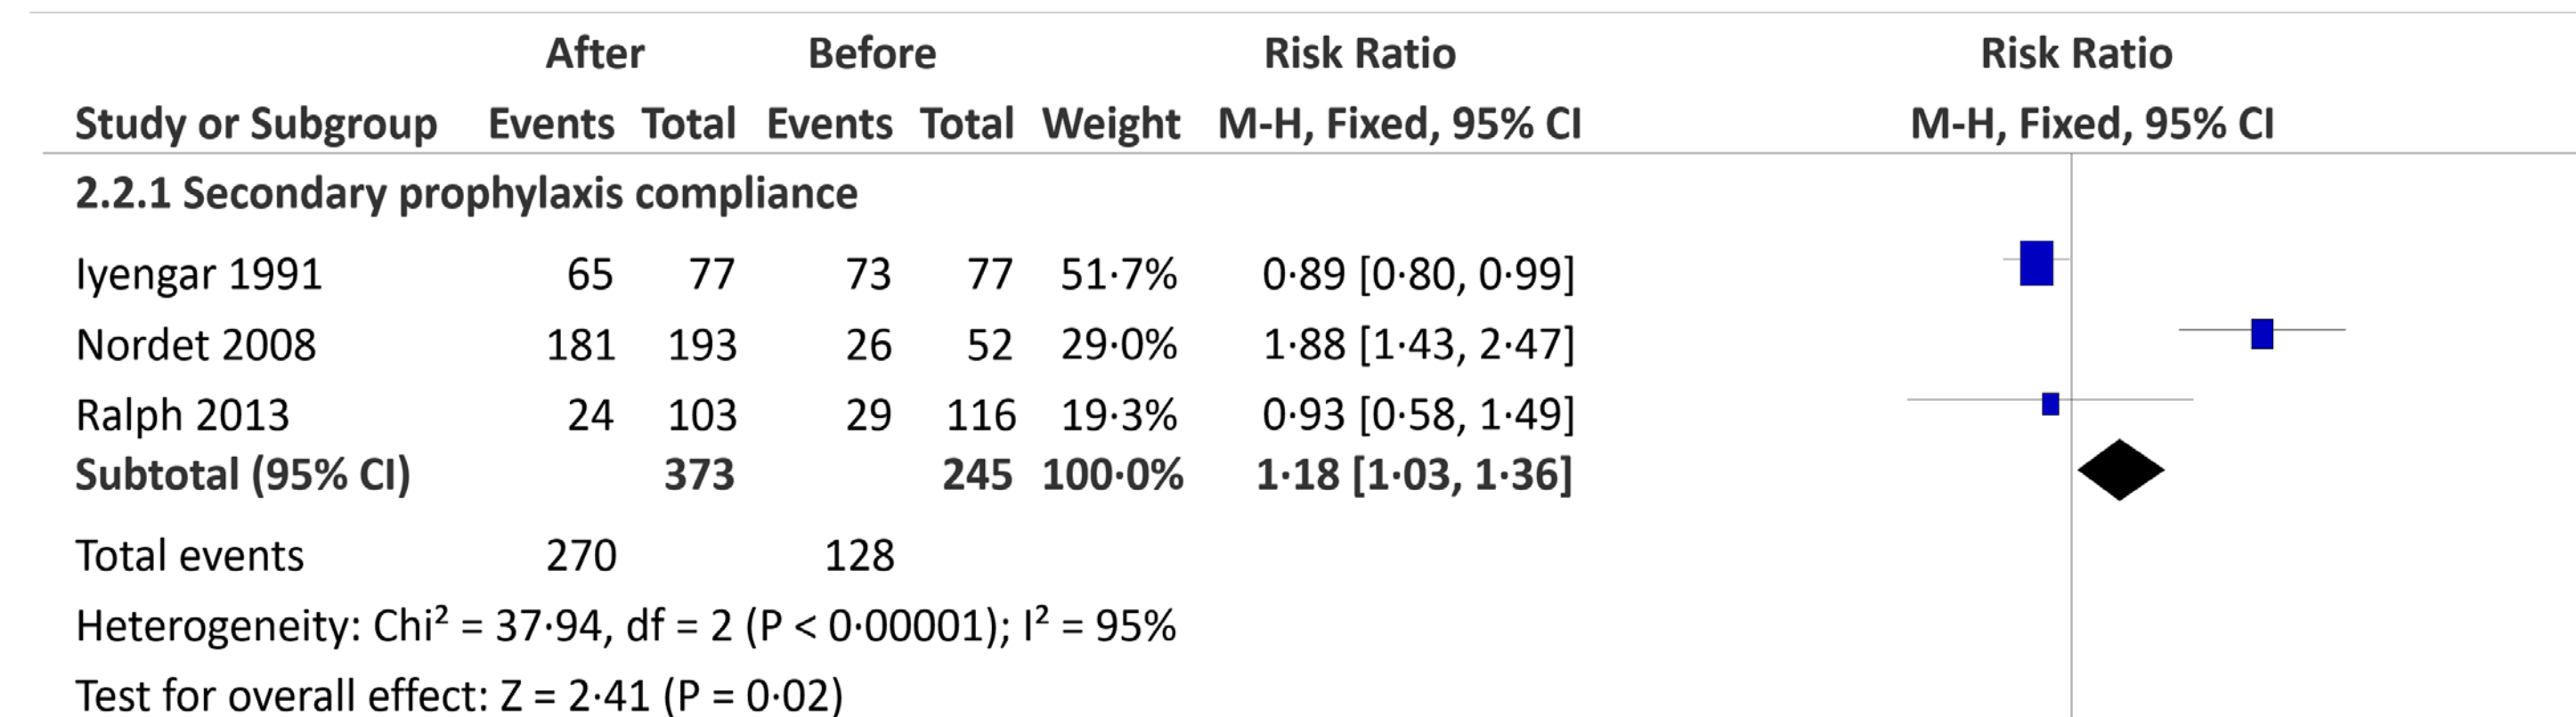 After Before Risk Ratio Risk Ratio
Study or Subgroup Events Total Events Total Weight M-H, Fixed, 95% CI M-H, Fixed, 95% CI
2.2.1 Secondary prophylaxis compliance
Iyengar 1991 65 77 73 77 51·7% 0·89 [0·80, 0·99]
Nordet 2008 181 193 26 52 29·0% 1·88 [1·43, 2·47]
Ralph 2013 24 103 29 116 19·3% 0·93 [0·58, 1·49]
Subtotal (95% CI) 373 245 100·0% 1·18 [1·03, 1·36]
Total events 270 128
Heterogeneity: Chi² = 37·94, df = 2 (P < 0·00001); I² = 95%
Test for overall effect: Z = 2·41 (P = 0·02)